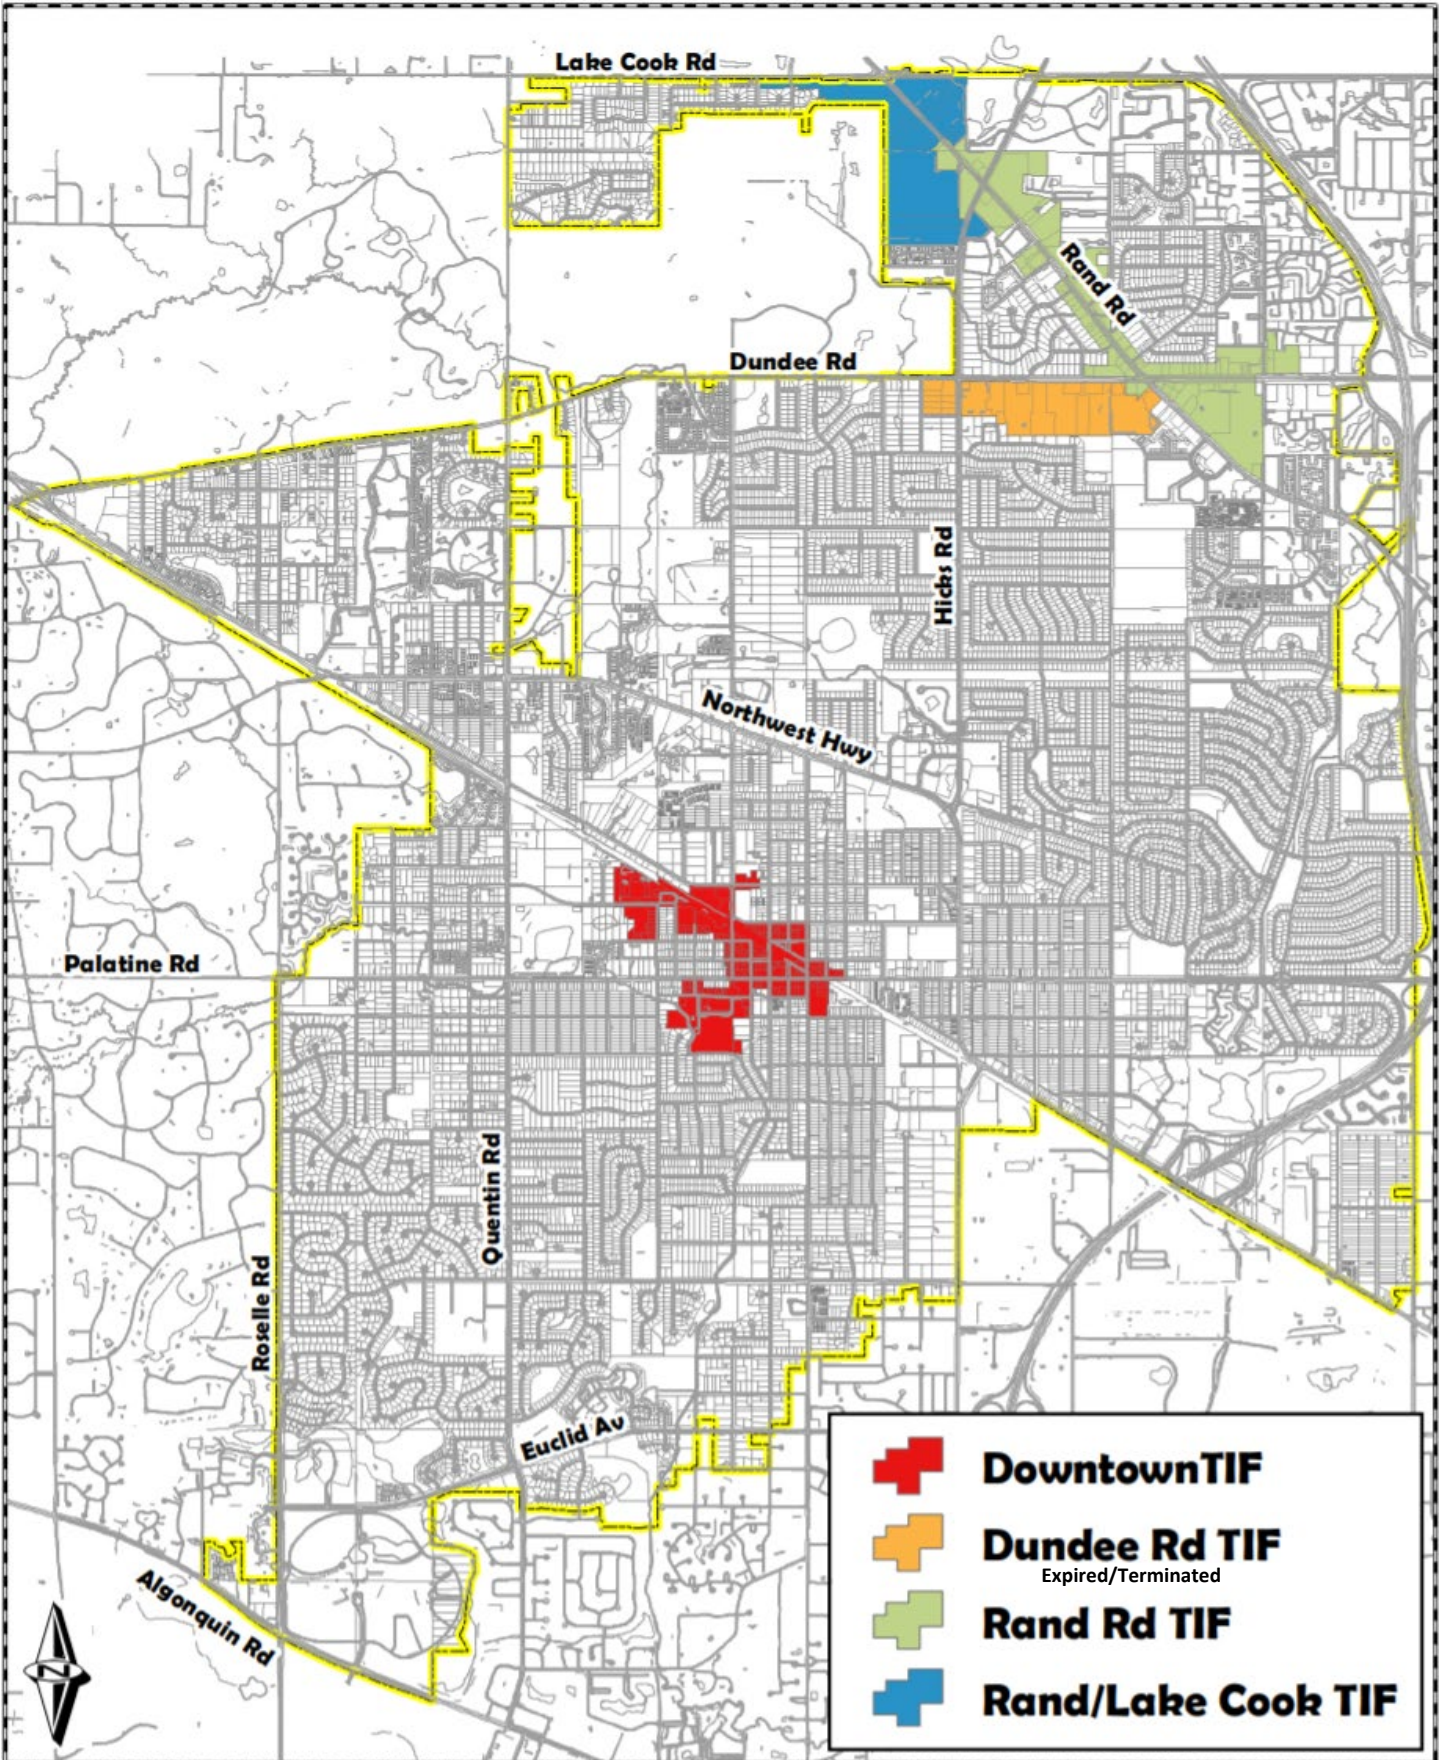 Lake Cook Rd
Rand Rd
Dundee Rd
Hicks Rd
Northwest Hwy
Palatine Rd
Quentin Rd
Roselle Rd
Euclid Av
Algonquin Rd
N
DowntownTIF
Dundee Rd TIF
Expired/Terminated
Rand Rd TIF
Rand/Lake Cook TIF